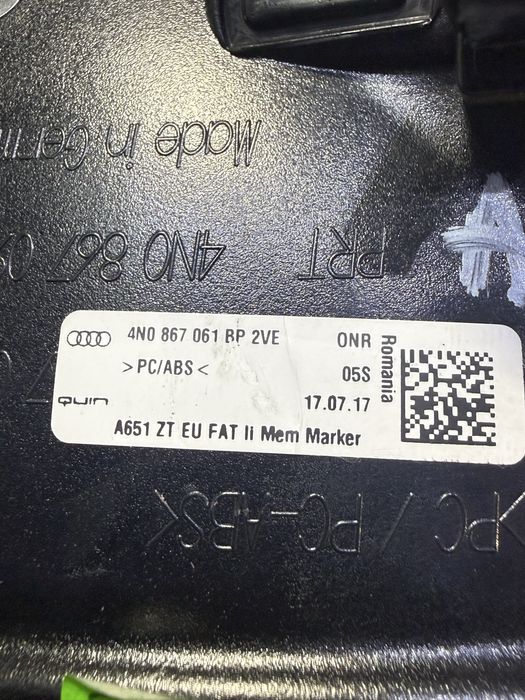 Made in Germ
PRT 4N0 867 0
4N0 867 061 BP 2VE ONR
>PC/ABS< 05S
QUIN 17.07.17
A651 ZT EU FAT li Mem Marker
Romania
>PC / PC-ABS<
A